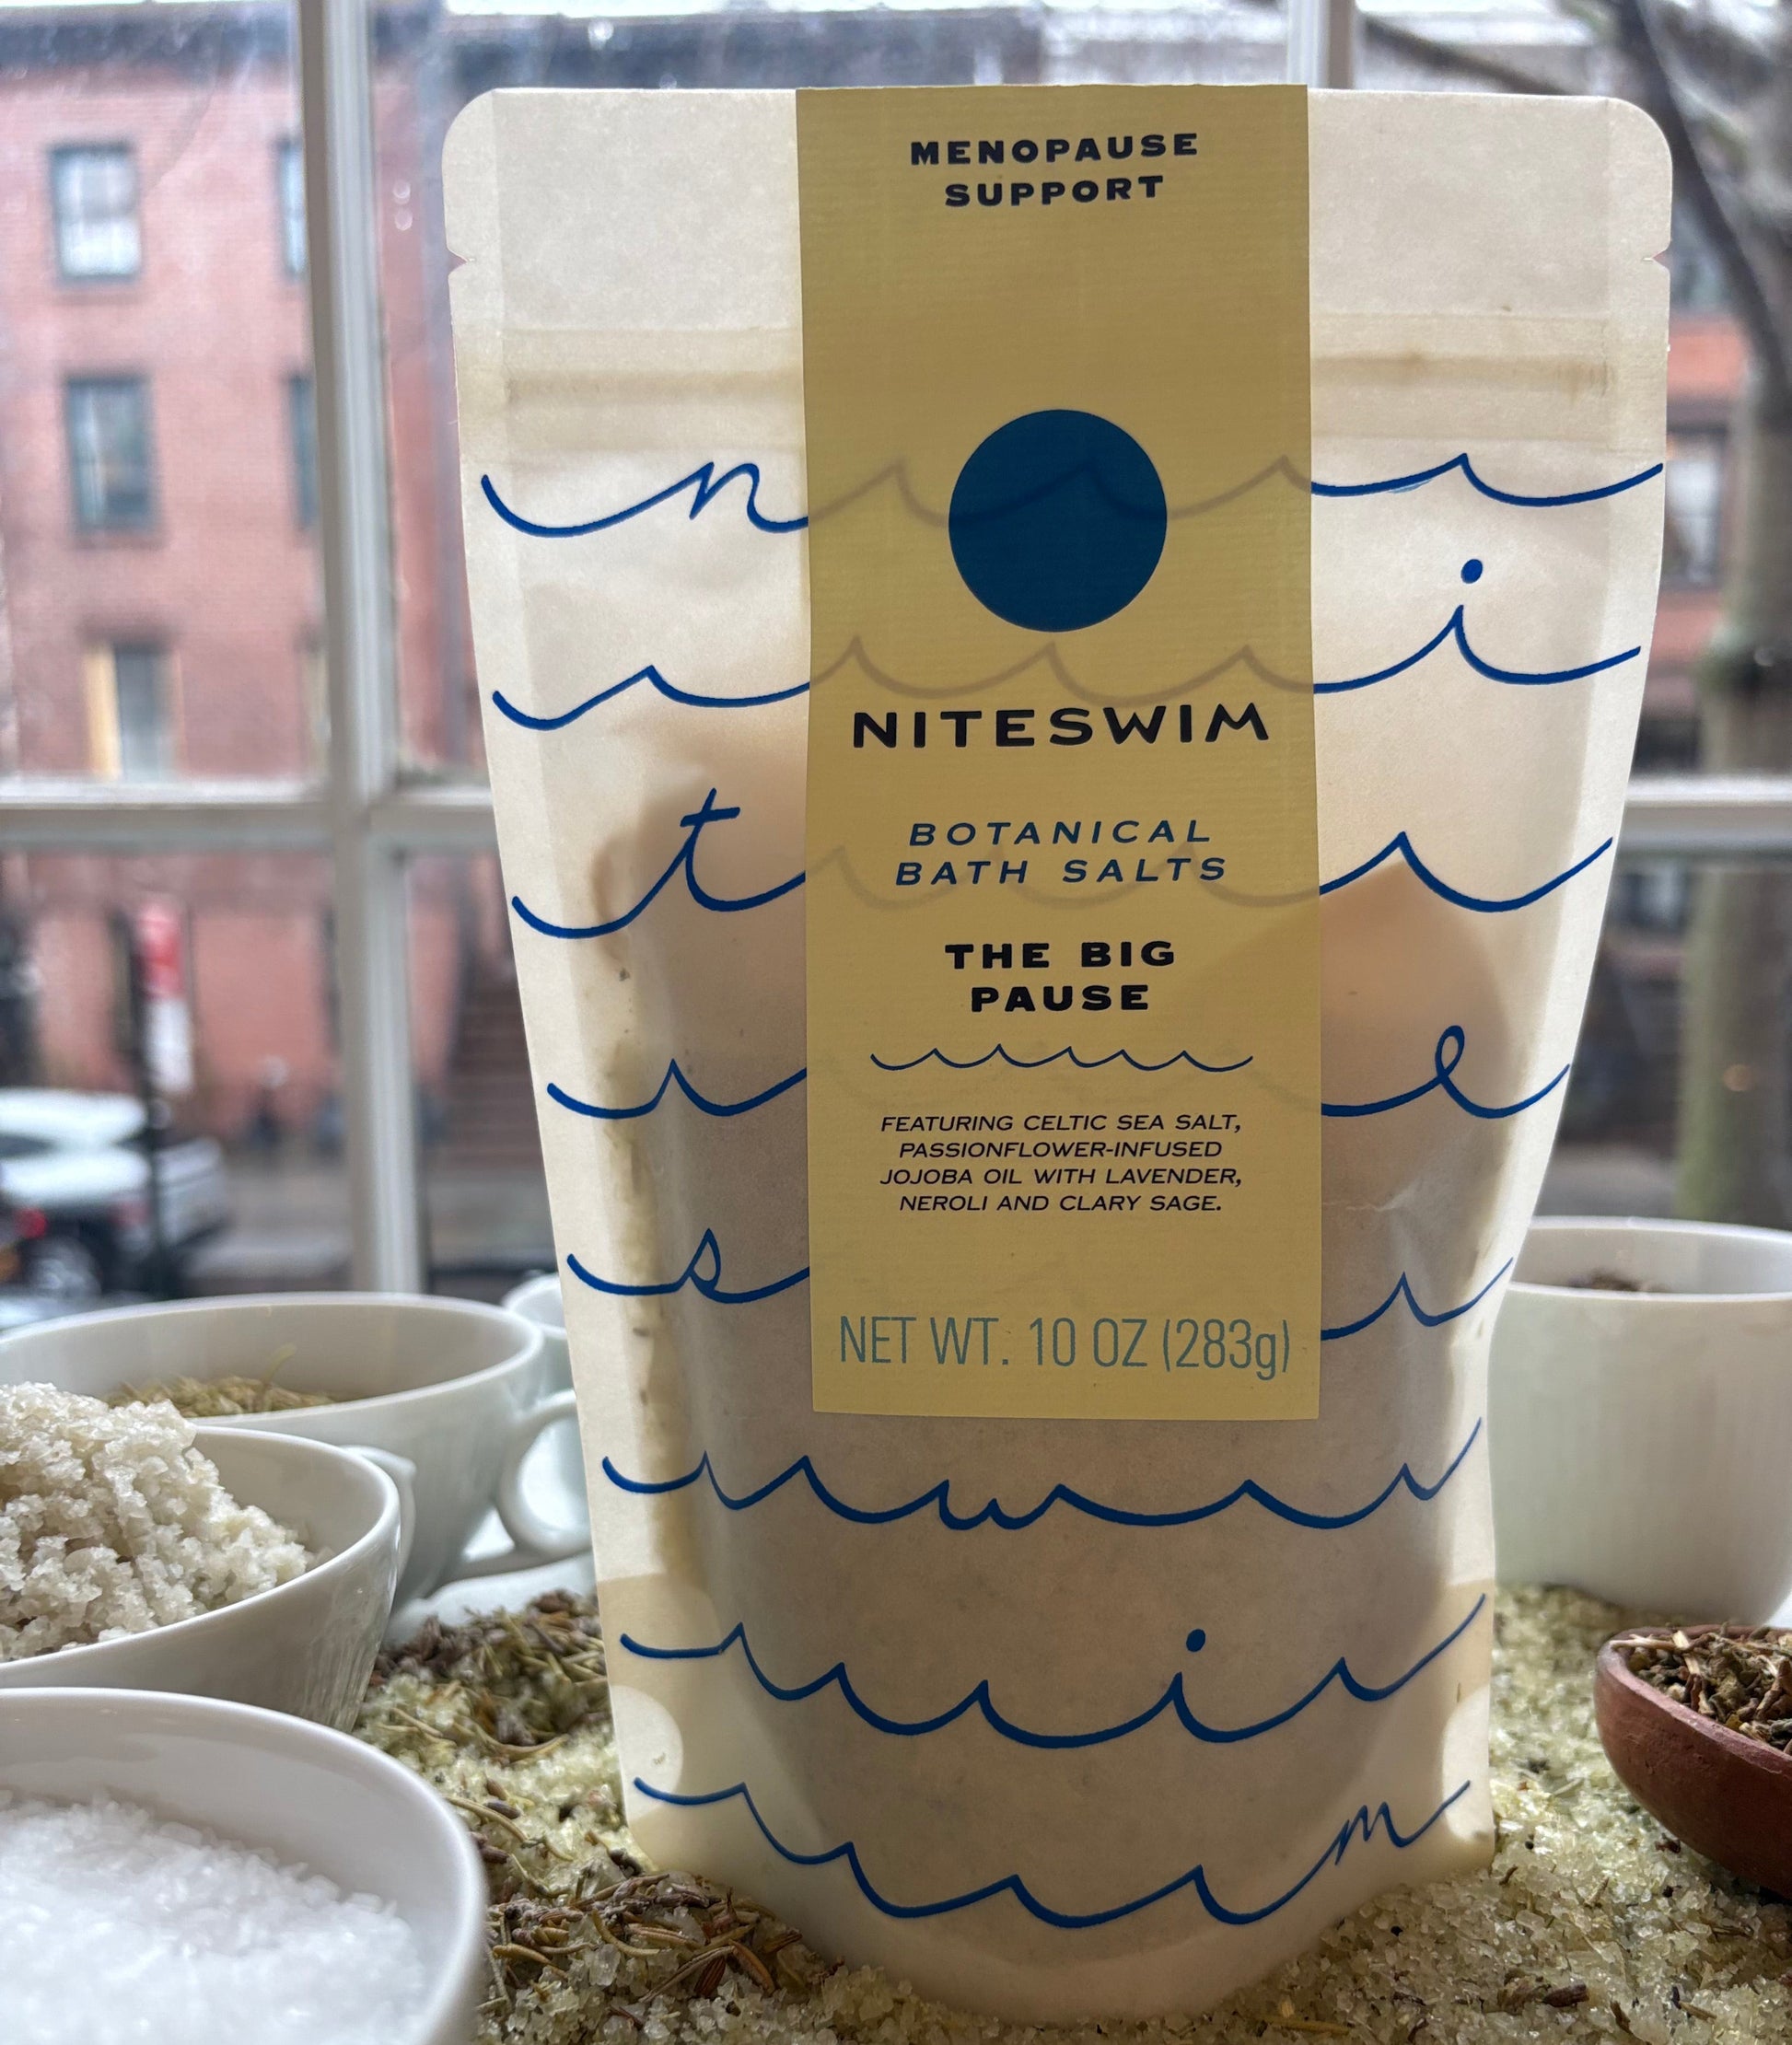 MENOPAUSE
SUPPORT
n
i
NITESWIM
t
BOTANICAL
BATH SALTS
THE BIG
PAUSE
e
FEATURING CELTIC SEA SALT,
PASSIONFLOWER-INFUSED
JOJOBA OIL WITH LAVENDER,
NEROLI AND CLARY SAGE.
s
NET WT. 10 OZ (283g)
w
i
m